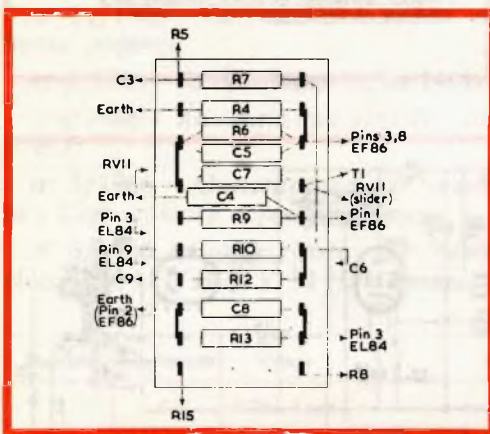 R5
C3
R7
Earth
R4
R6
Pins 3,8
EF86
C5
RV11
C7
T1
RV11
(slider)
Earth
C4
Pin 3
EL84
R9
Pin 1
EF86
Pin 9
EL84
R10
C6
C9
R12
Earth
(Pin 2)
EF86
C8
R13
Pin 3
EL84
R8
R15